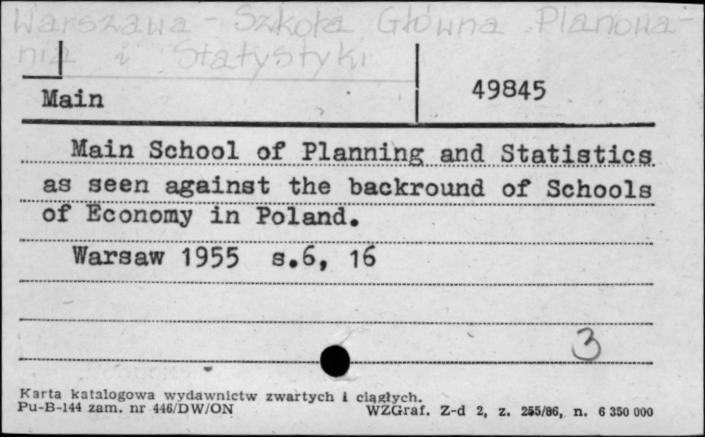 Warszawa - Szkoła Główna Planowa-
nia i Statystyki
Main
49845
Main School of Planning and Statistics
as seen against the backround of Schools
of Economy in Poland.
Warsaw 1955 s.6, 16
3
Karta katalogowa wydawnictw zwartych i ciągłych.
Pu-B-144 zam. nr 446/DW/ON WZGraf. Z-d 2, z. 255/86, n. 6 350 000